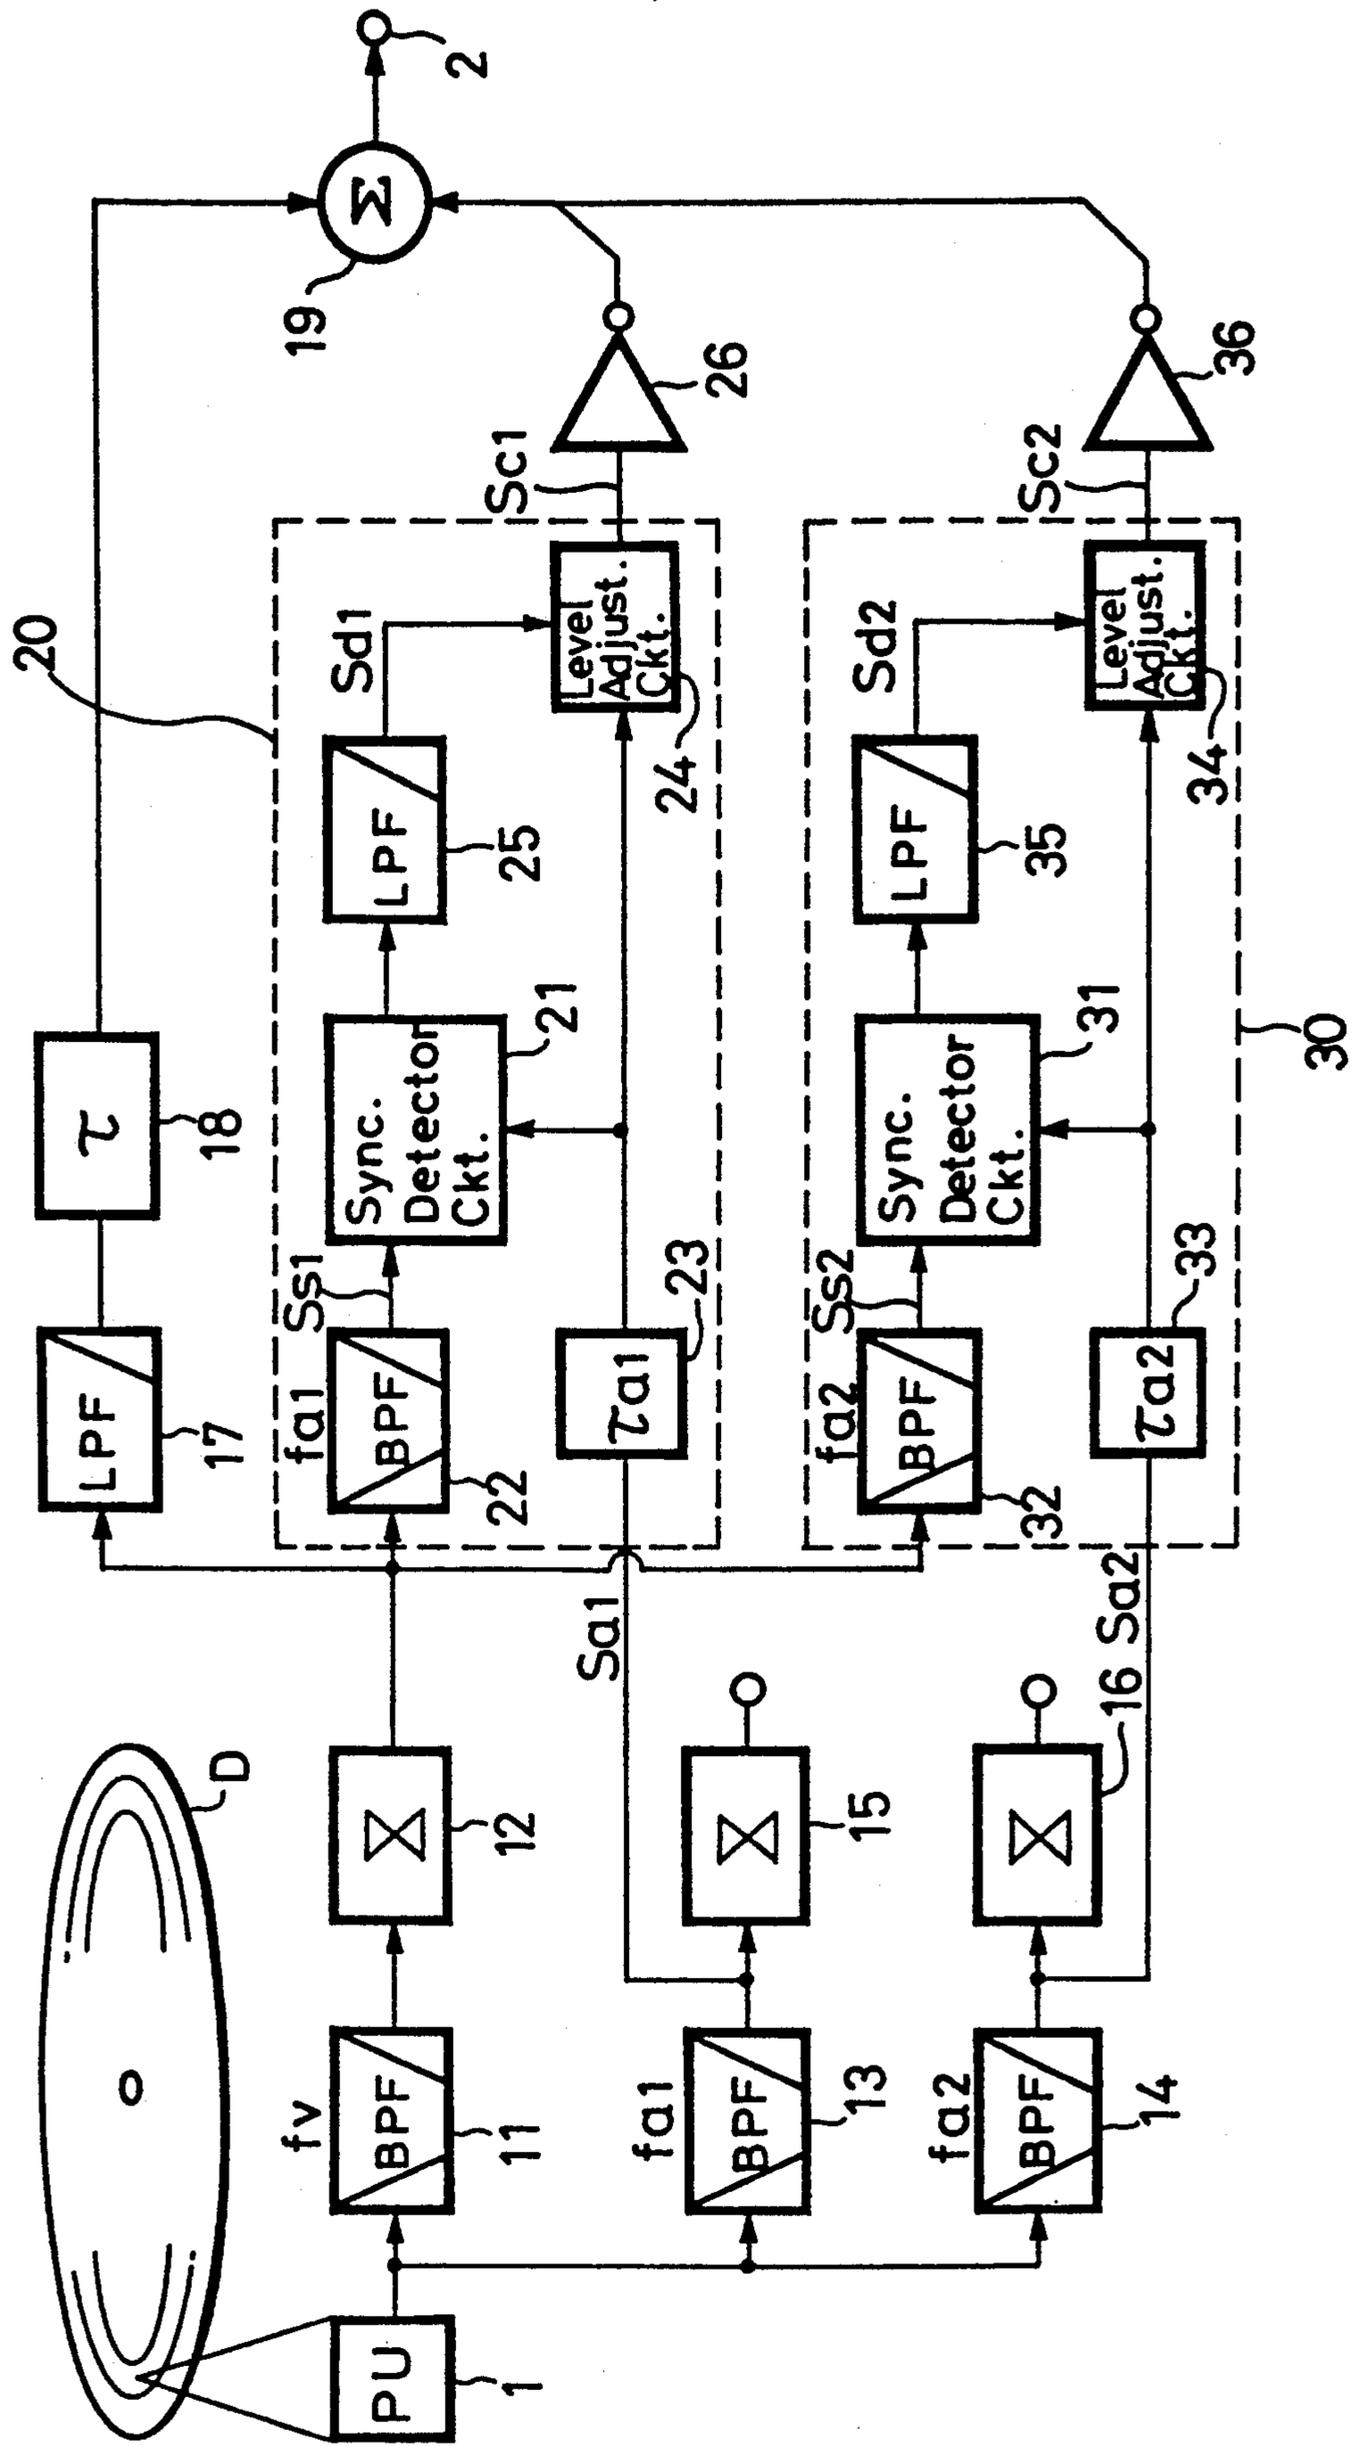 D
PU
1
fv
BPF
11
12
fa1
BPF
13
15
fa2
BPF
14
16
Sa1
Sa2
LPF
17
τ
18
20
fa1
BPF
22
Ss1
Sync.
Detector
Ckt.
21
LPF
25
Sd1
τa1
23
Level
Adjust.
Ckt.
24
Sc1
26
fa2
BPF
32
Ss2
Sync.
Detector
Ckt.
31
LPF
35
Sd2
τa2
33
Level
Adjust.
Ckt.
34
30
Sc2
36
Σ
19
2